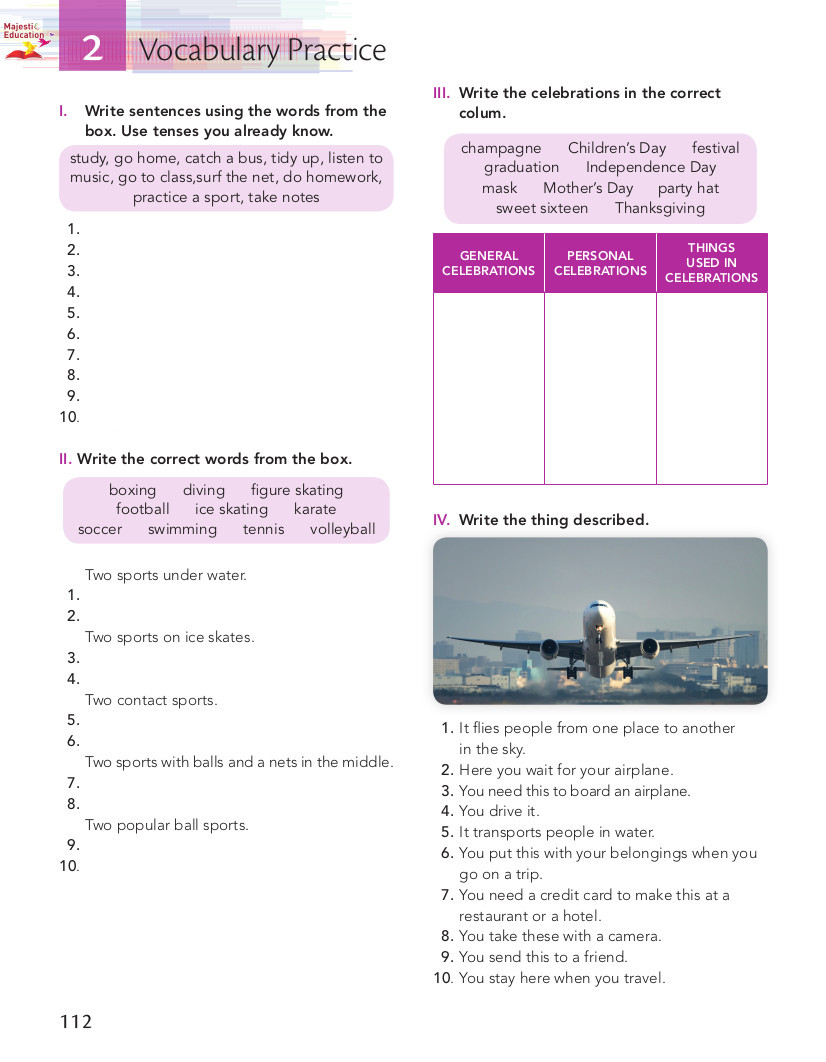 Majestic
Education
2 Vocabulary Practice
I. Write sentences using the words from the
box. Use tenses you already know.
study, go home, catch a bus, tidy up, listen to
music, go to class,surf the net, do homework,
practice a sport, take notes
1.
2.
3.
4.
5.
6.
7.
8.
9.
10.
II. Write the correct words from the box.
boxing diving figure skating
football ice skating karate
soccer swimming tennis volleyball
Two sports under water.
1.
2.
Two sports on ice skates.
3.
4.
Two contact sports.
5.
6.
Two sports with balls and a nets in the middle.
7.
8.
Two popular ball sports.
9.
10.
III. Write the celebrations in the correct
colum.
champagne Children's Day festival
graduation Independence Day
mask Mother's Day party hat
sweet sixteen Thanksgiving
GENERAL
CELEBRATIONS
PERSONAL
CELEBRATIONS
THINGS
USED IN
CELEBRATIONS
IV. Write the thing described.
1. It flies people from one place to another
in the sky.
2. Here you wait for your airplane.
3. You need this to board an airplane.
4. You drive it.
5. It transports people in water.
6. You put this with your belongings when you
go on a trip.
7. You need a credit card to make this at a
restaurant or a hotel.
8. You take these with a camera.
9. You send this to a friend.
10. You stay here when you travel.
112